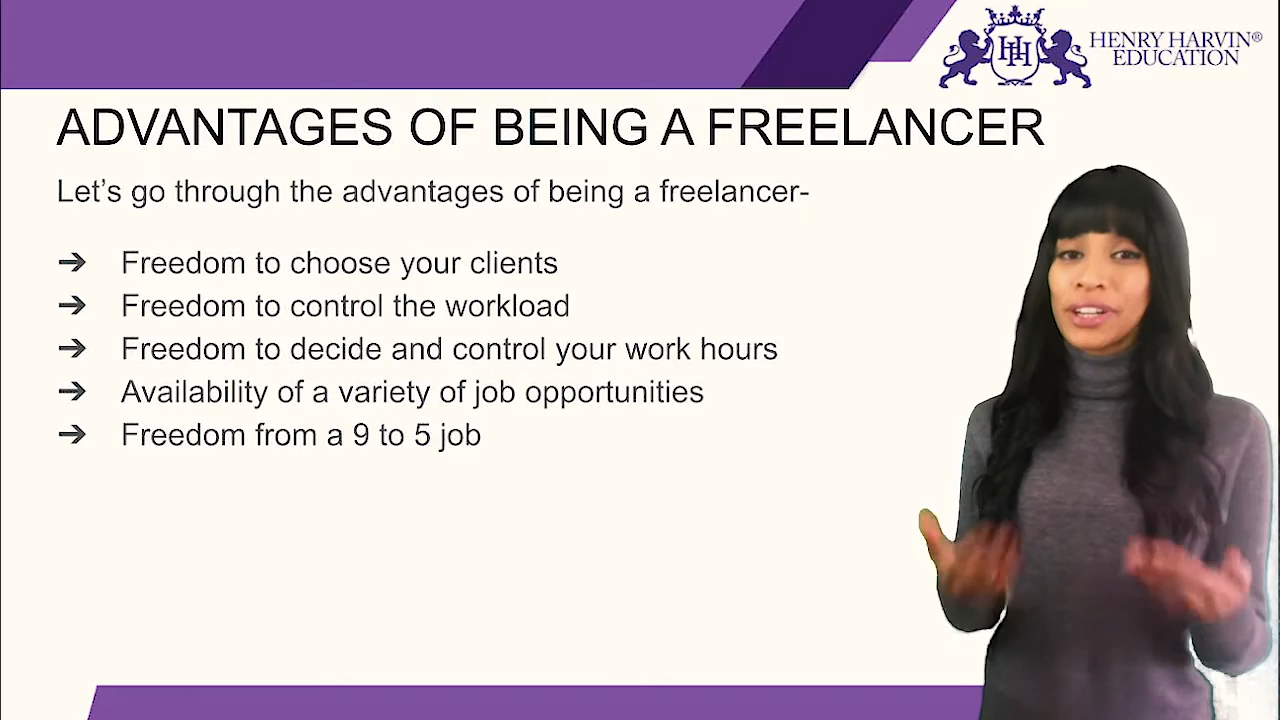 HENRY HARVIN®
EDUCATION
ADVANTAGES OF BEING A FREELANCER
Let’s go through the advantages of being a freelancer-
➔ Freedom to choose your clients
➔ Freedom to control the workload
➔ Freedom to decide and control your work hours
➔ Availability of a variety of job opportunities
➔ Freedom from a 9 to 5 job